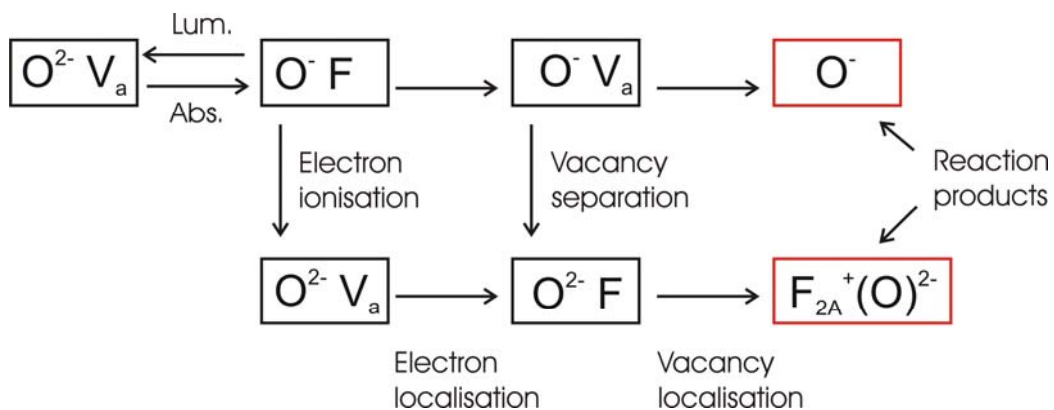 Lum.
O²⁻ Vₐ
O⁻ F
O⁻ Vₐ
O⁻
Abs.
Electron
ionisation
Vacancy
separation
Reaction
products
O²⁻ Vₐ
O²⁻ F
F₂A⁺(O)²⁻
Electron
localisation
Vacancy
localisation